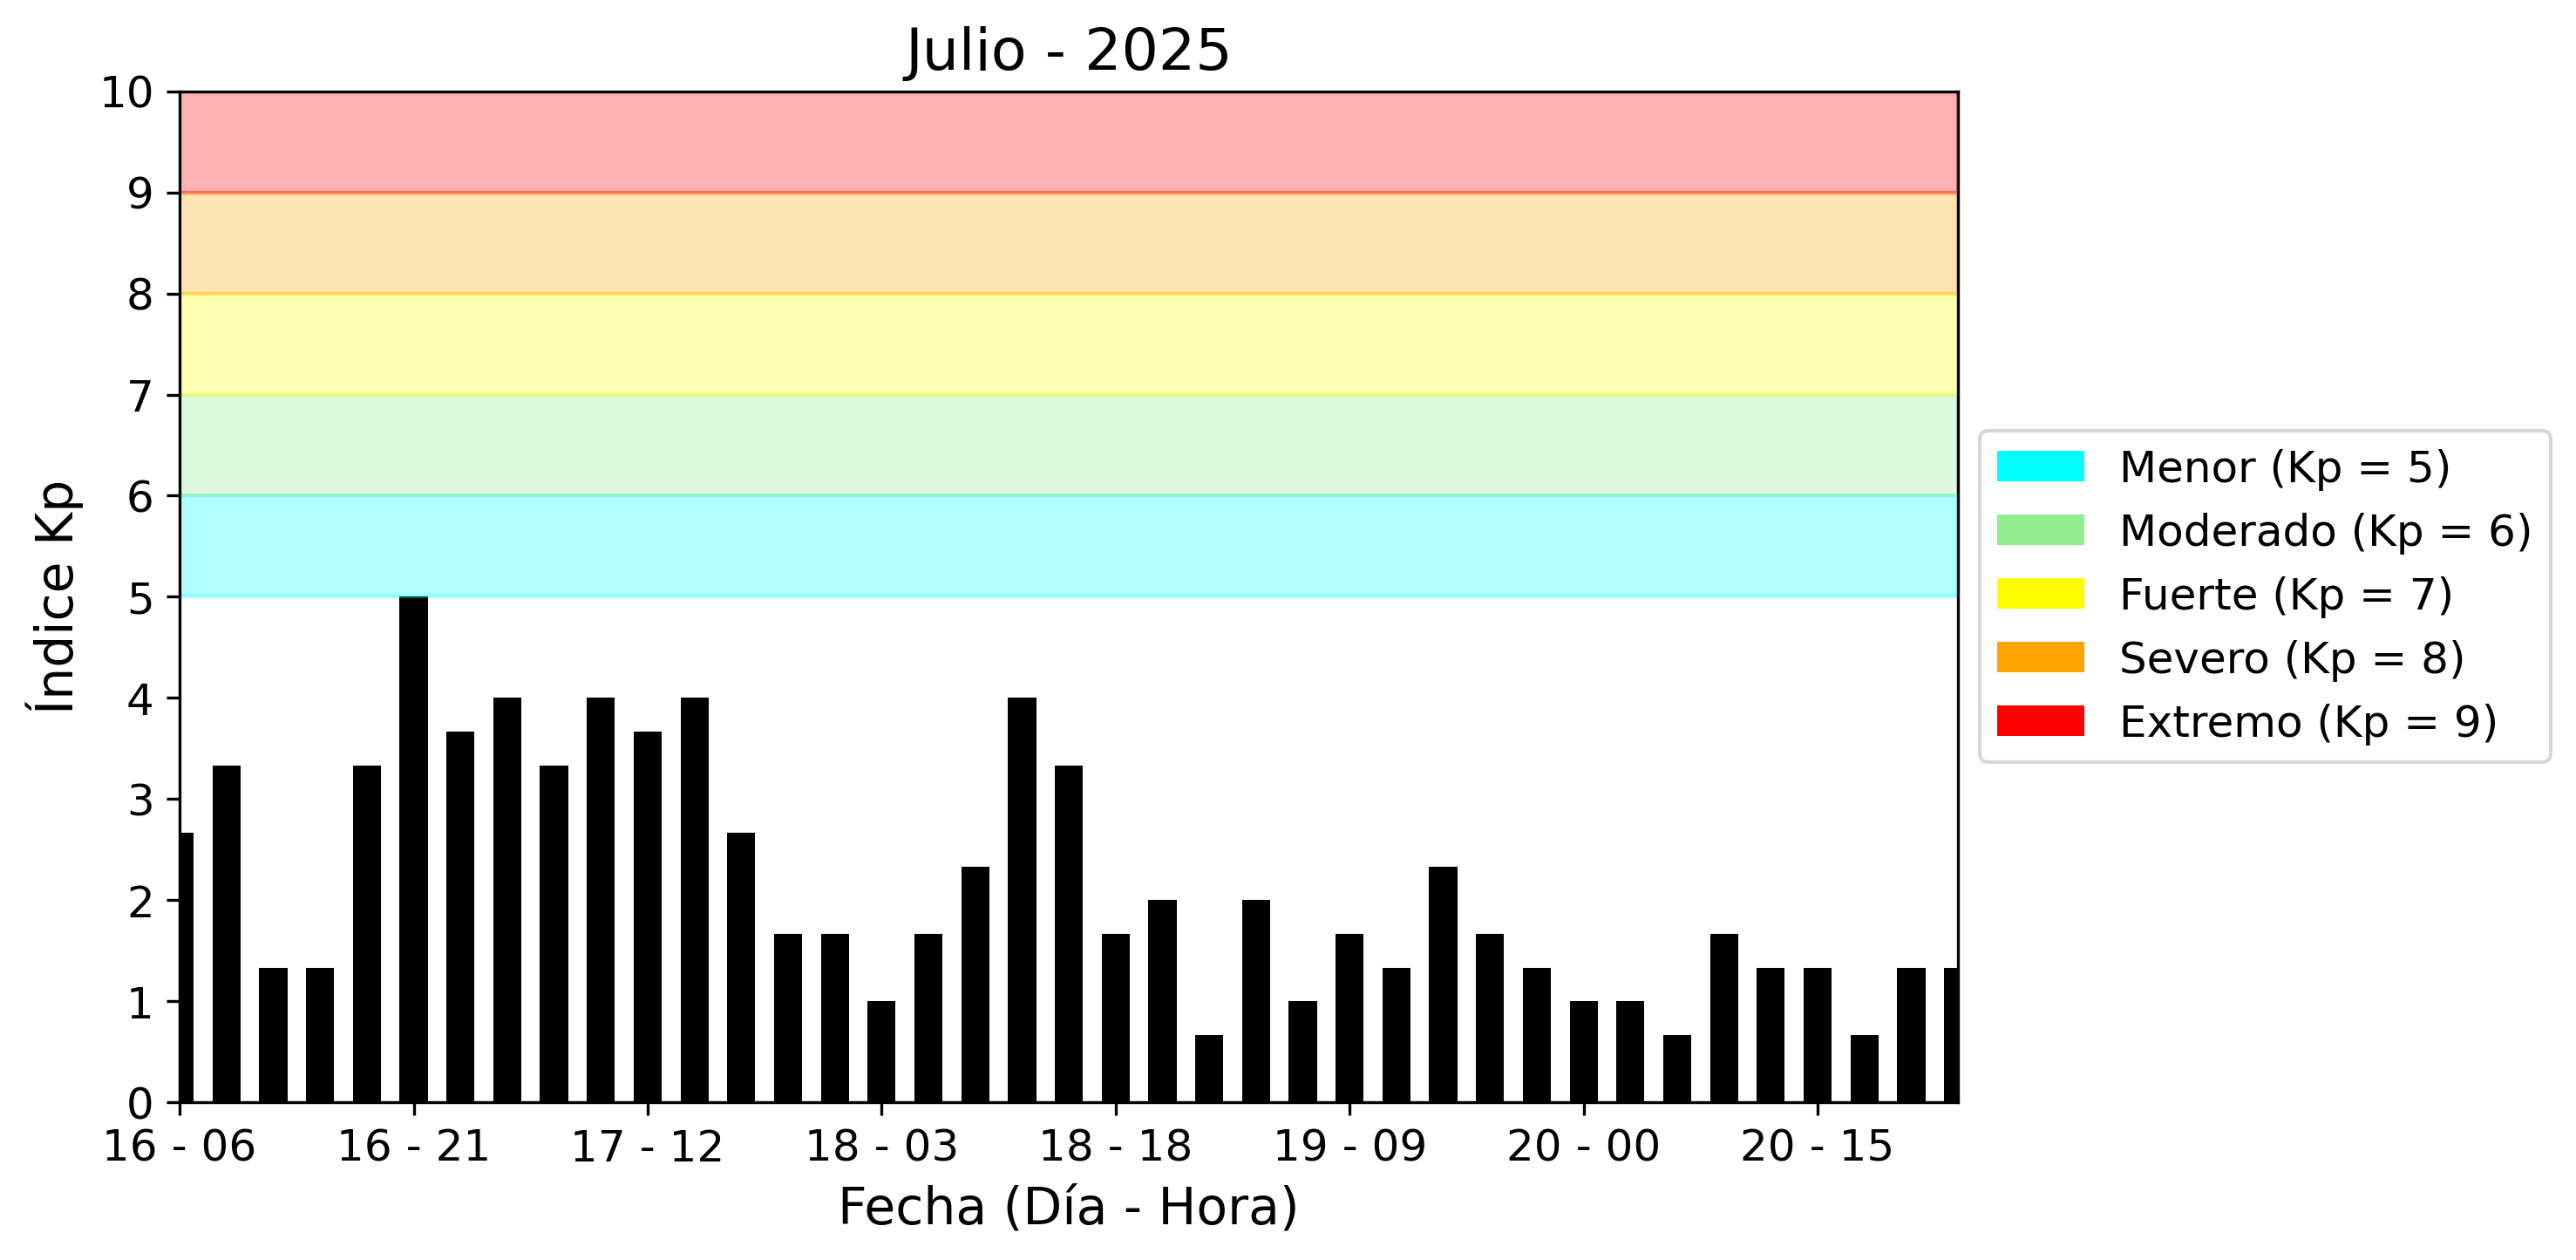 Julio - 2025
10
9
8
7
6
5
4
3
2
1
0
Índice Kp
16 - 06
16 - 21
17 - 12
18 - 03
18 - 18
19 - 09
20 - 00
20 - 15
Fecha (Día - Hora)
Menor (Kp = 5)
Moderado (Kp = 6)
Fuerte (Kp = 7)
Severo (Kp = 8)
Extremo (Kp = 9)